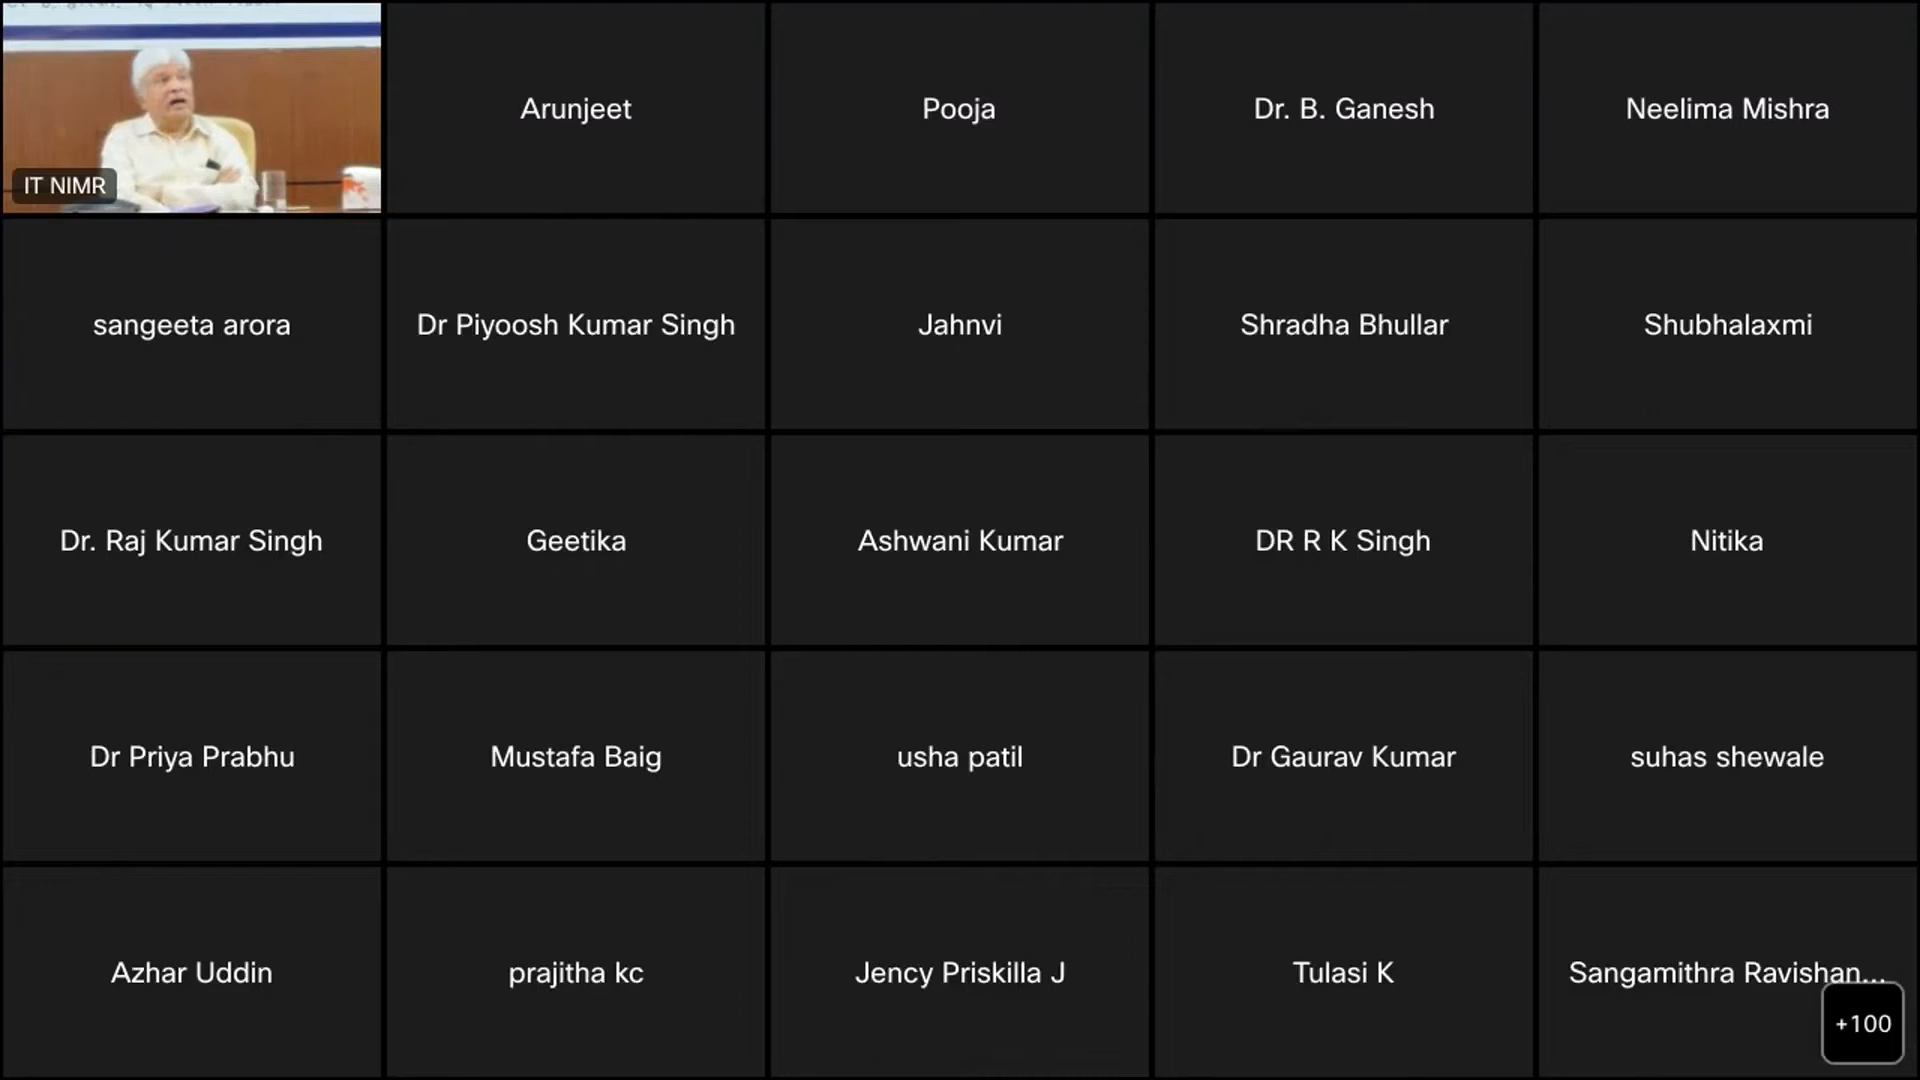 IT NIMR
Arunjeet
Pooja
Dr. B. Ganesh
Neelima Mishra
sangeeta arora
Dr Piyoosh Kumar Singh
Jahnvi
Shradha Bhullar
Shubhalaxmi
Dr. Raj Kumar Singh
Geetika
Ashwani Kumar
DR R K Singh
Nitika
Dr Priya Prabhu
Mustafa Baig
usha patil
Dr Gaurav Kumar
suhas shewale
Azhar Uddin
prajitha kc
Jency Priskilla J
Tulasi K
Sangamithra Ravishan...
+100